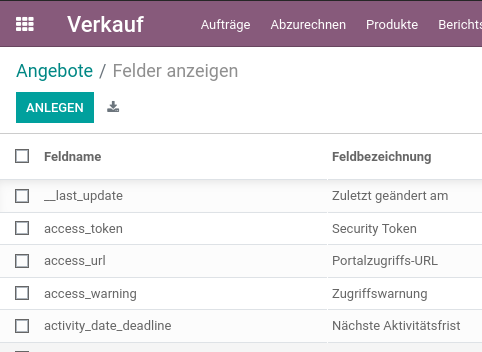 Verkauf Aufträge Abzurechnen Produkte Berichts
Angebote / Felder anzeigen
ANLEGEN
Feldname Feldbezeichnung
__last_update Zuletzt geändert am
access_token Security Token
access_url Portalzugriffs-URL
access_warning Zugriffswarnung
activity_date_deadline Nächste Aktivitätsfrist